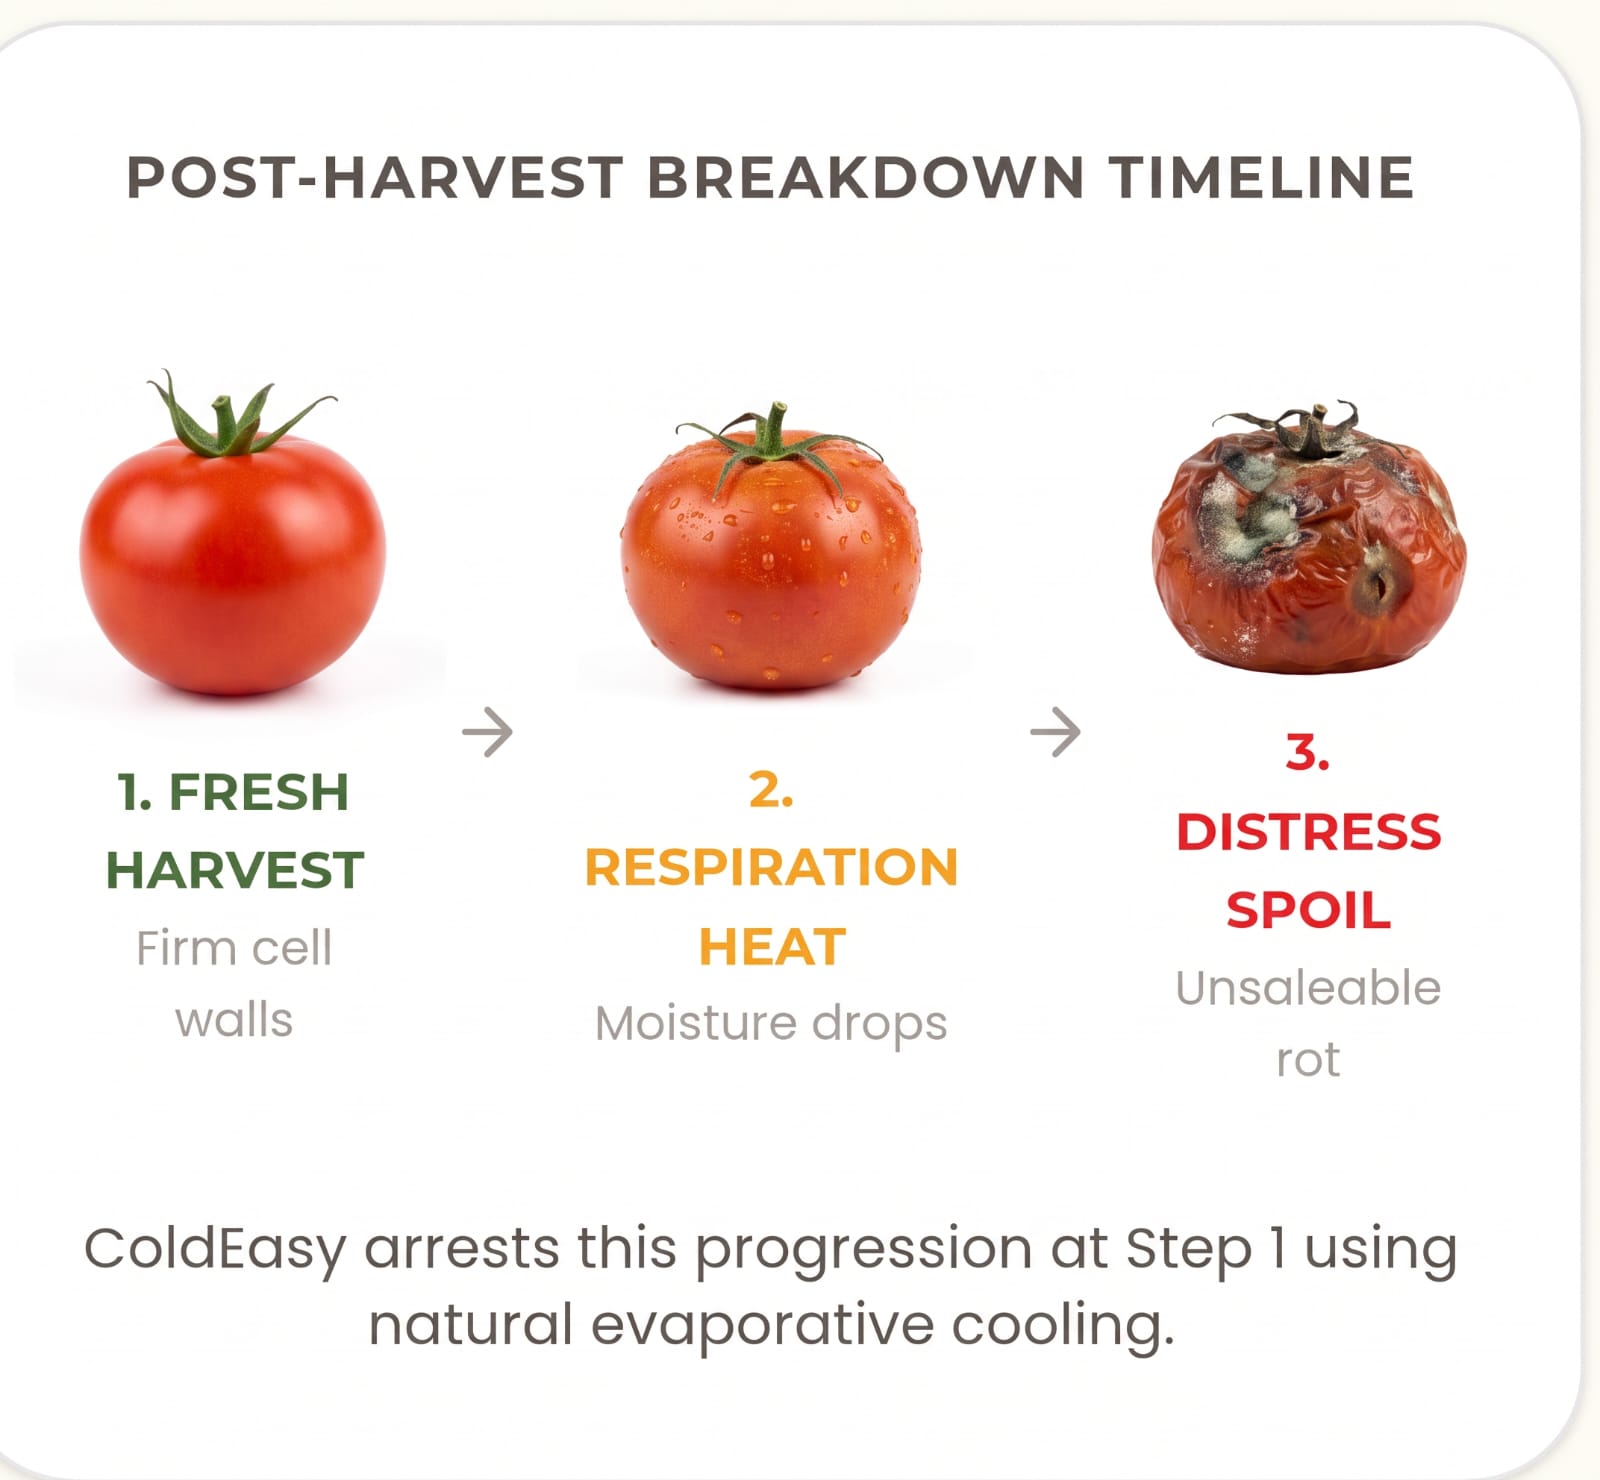 POST-HARVEST BREAKDOWN TIMELINE
1. FRESH
HARVEST
Firm cell
walls
2.
RESPIRATION
HEAT
Moisture drops
3.
DISTRESS
SPOIL
Unsaleable
rot
ColdEasy arrests this progression at Step 1 using
natural evaporative cooling.